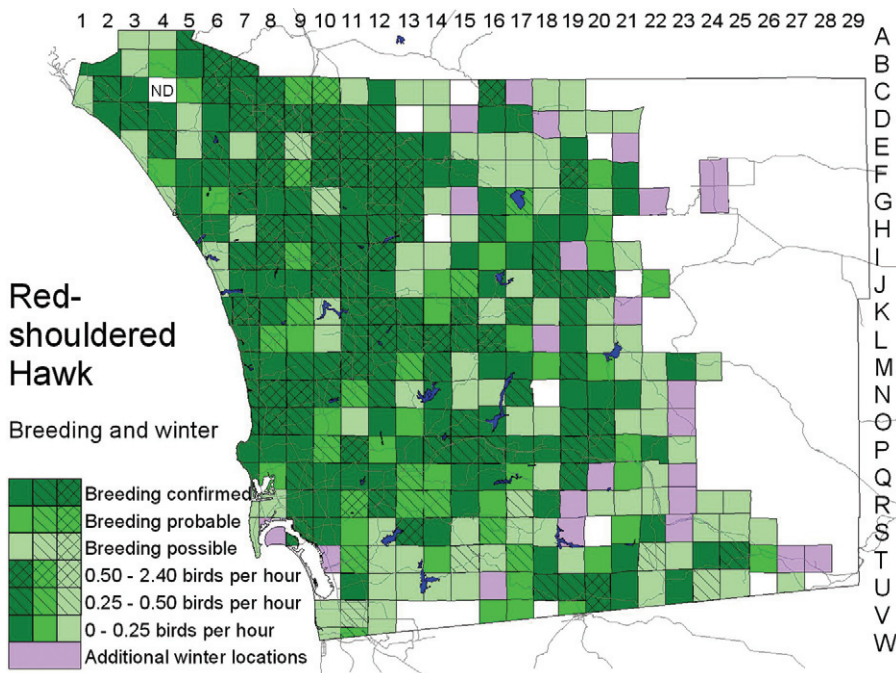 1 2 3 4 5 6 7 8 9 10 11 12 13 14 15 16 17 18 19 20 21 22 23 24 25 26 27 28 29
A
B
C
D
E
F
G
H
I
J
K
L
M
N
O
P
Q
R
S
T
U
V
W
ND
Red-
shouldered
Hawk
Breeding and winter
Breeding confirmed
Breeding probable
Breeding possible
0.50 - 2.40 birds per hour
0.25 - 0.50 birds per hour
0 - 0.25 birds per hour
Additional winter locations